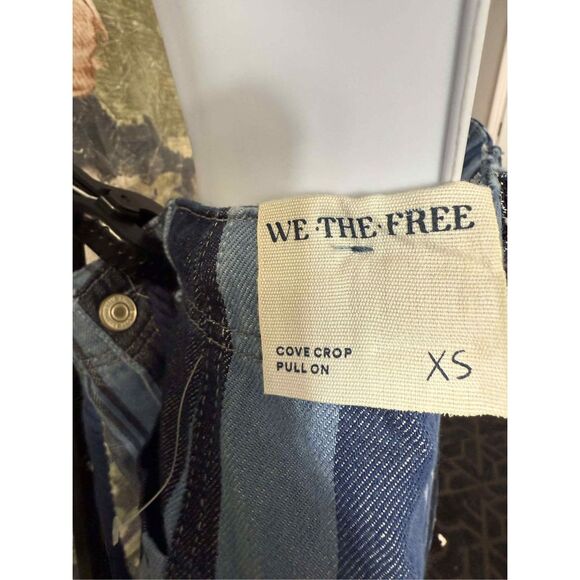 WE·THE·FREE
COVE CROP
PULL ON
XS